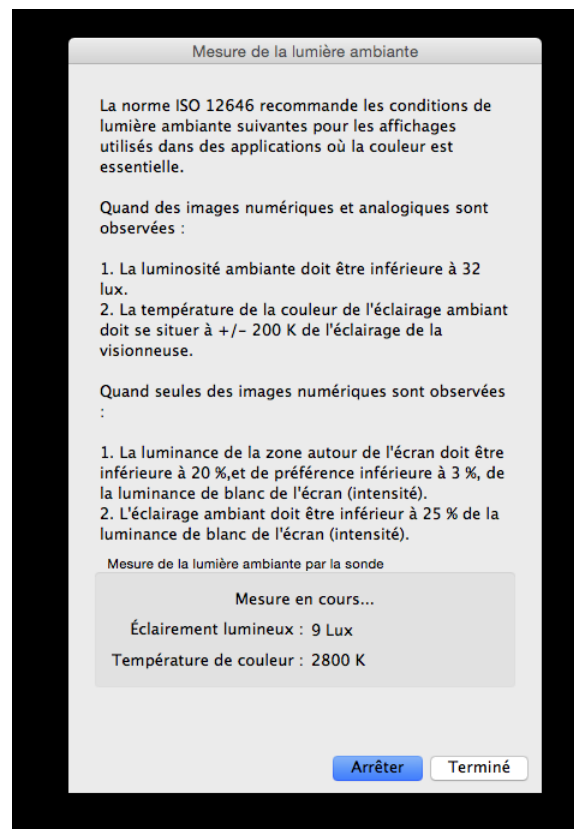 Mesure de la lumière ambiante
La norme ISO 12646 recommande les conditions de
lumière ambiante suivantes pour les affichages
utilisés dans des applications où la couleur est
essentielle.
Quand des images numériques et analogiques sont
observées :
1. La luminosité ambiante doit être inférieure à 32
lux.
2. La température de la couleur de l'éclairage ambiant
doit se situer à +/- 200 K de l'éclairage de la
visionneuse.
Quand seules des images numériques sont observées
:
1. La luminance de la zone autour de l'écran doit être
inférieure à 20 %,et de préférence inférieure à 3 %, de
la luminance de blanc de l'écran (intensité).
2. L'éclairage ambiant doit être inférieur à 25 % de la
luminance de blanc de l'écran (intensité).
Mesure de la lumière ambiante par la sonde
Mesure en cours...
Éclairement lumineux : 9 Lux
Température de couleur : 2800 K
Arrêter Terminé